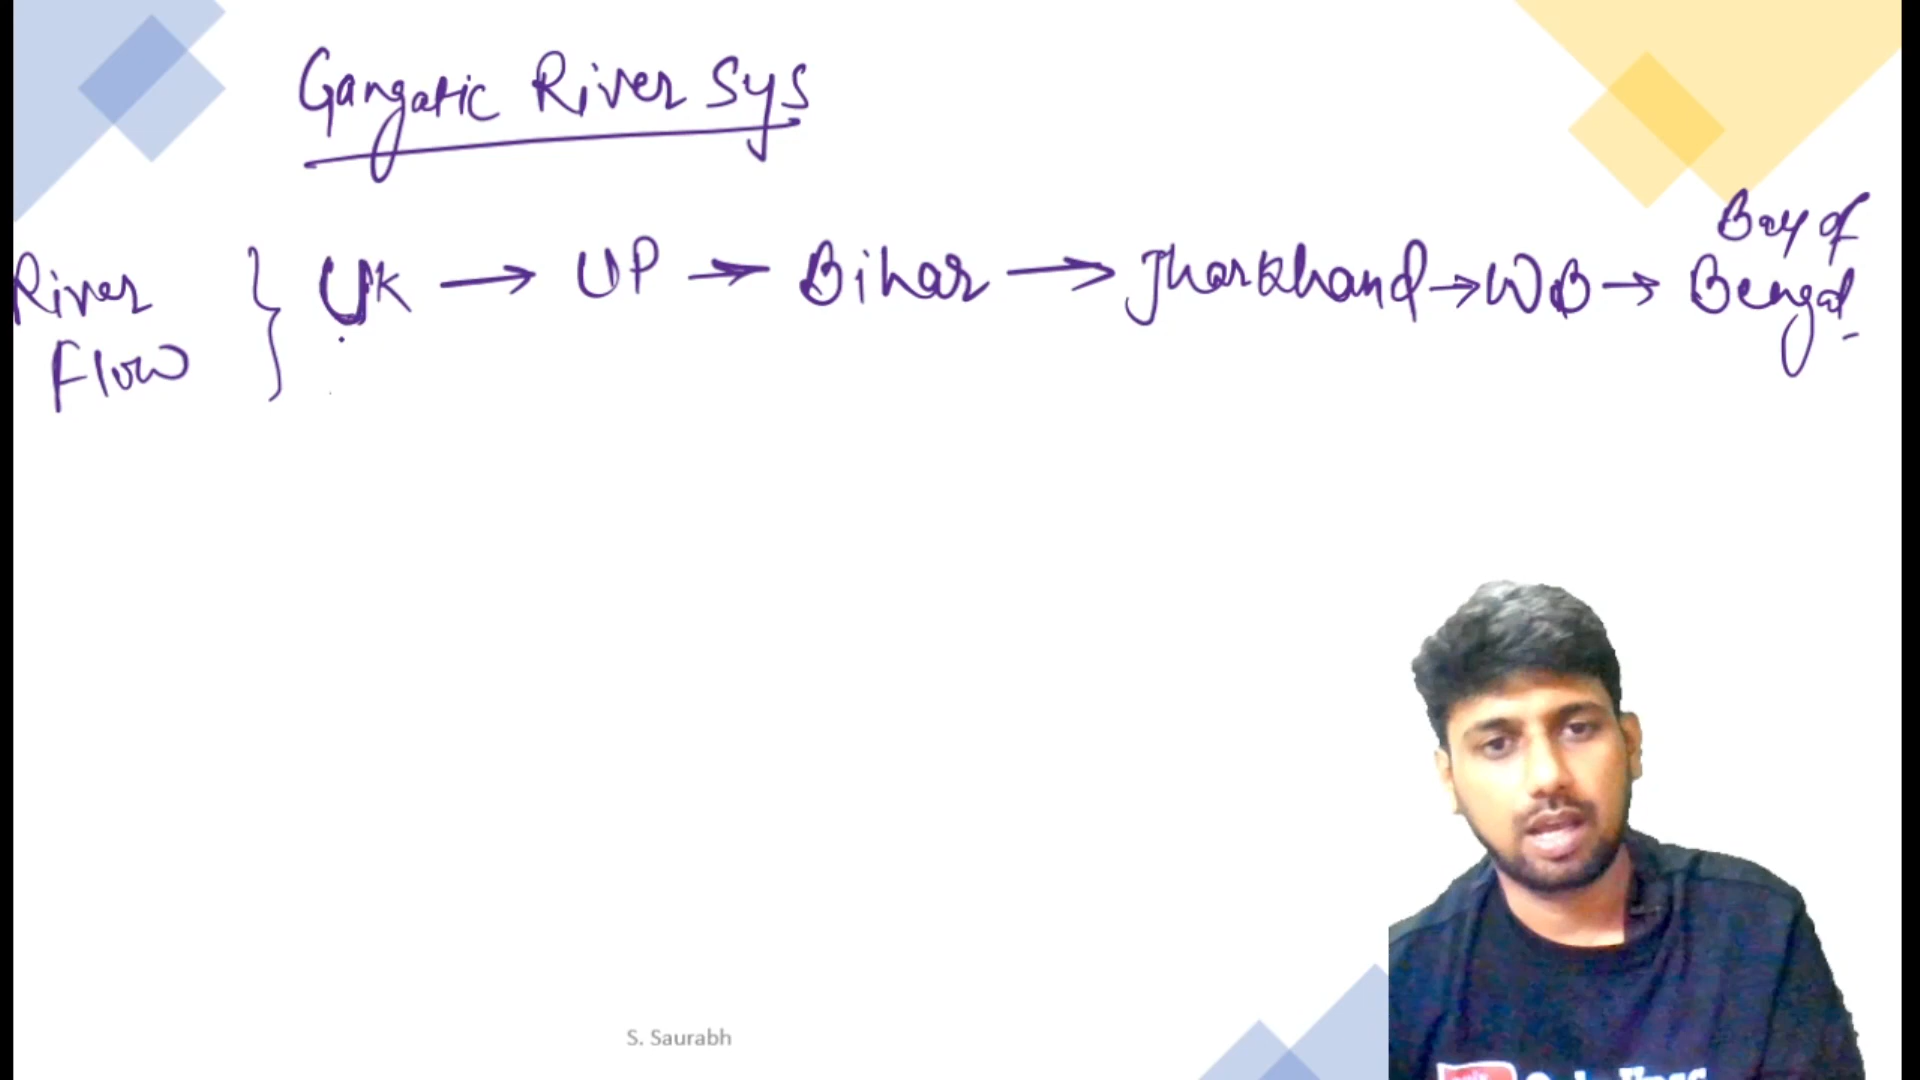 Gangatic River Sys
River Flow } UK → UP → Bihar → Jharkhand → WB → Bay of Bengal
S. Saurabh